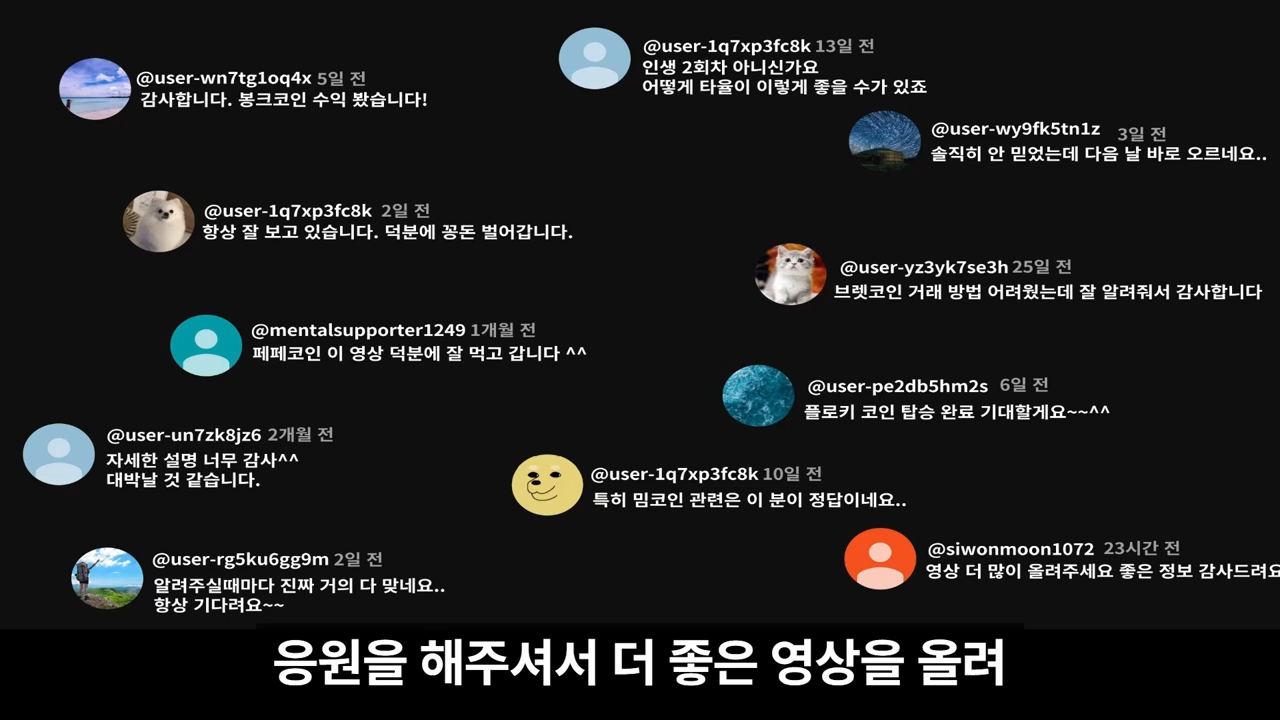 @user-wn7tg1oq4x 5일 전
감사합니다. 봉크코인 수익 봤습니다!
@user-1q7xp3fc8k 13일 전
인생 2회차 아니신가요
어떻게 타율이 이렇게 좋을 수가 있죠
@user-wy9fk5tn1z 3일 전
솔직히 안 믿었는데 다음 날 바로 오르네요..
@user-1q7xp3fc8k 2일 전
항상 잘 보고 있습니다. 덕분에 꽁돈 벌어갑니다.
@user-yz3yk7se3h 25일 전
브렛코인 거래 방법 어려웠는데 잘 알려줘서 감사합니다
@mentalsupporter1249 1개월 전
페페코인 이 영상 덕분에 잘 먹고 갑니다 ^^
@user-pe2db5hm2s 6일 전
플로키 코인 탑승 완료 기대할게요~~^^
@user-un7zk8jz6 2개월 전
자세한 설명 너무 감사^^
대박날 것 같습니다.
@user-1q7xp3fc8k 10일 전
특히 밈코인 관련은 이 분이 정답이네요..
@user-rg5ku6gg9m 2일 전
알려주실때마다 진짜 거의 다 맞네요..
항상 기다려요~~
@siwonmoon1072 23시간 전
영상 더 많이 올려주세요 좋은 정보 감사드려요
응원을 해주셔서 더 좋은 영상을 올려